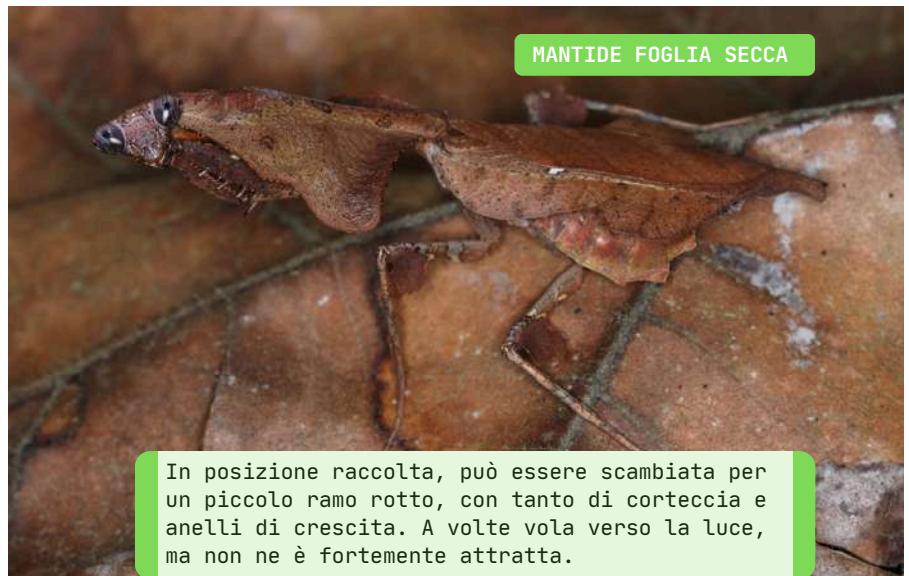 MANTIDE FOGLIA SECCA
In posizione raccolta, può essere scambiata per
un piccolo ramo rotto, con tanto di corteccia e
anelli di crescita. A volte vola verso la luce,
ma non ne è fortemente attratta.